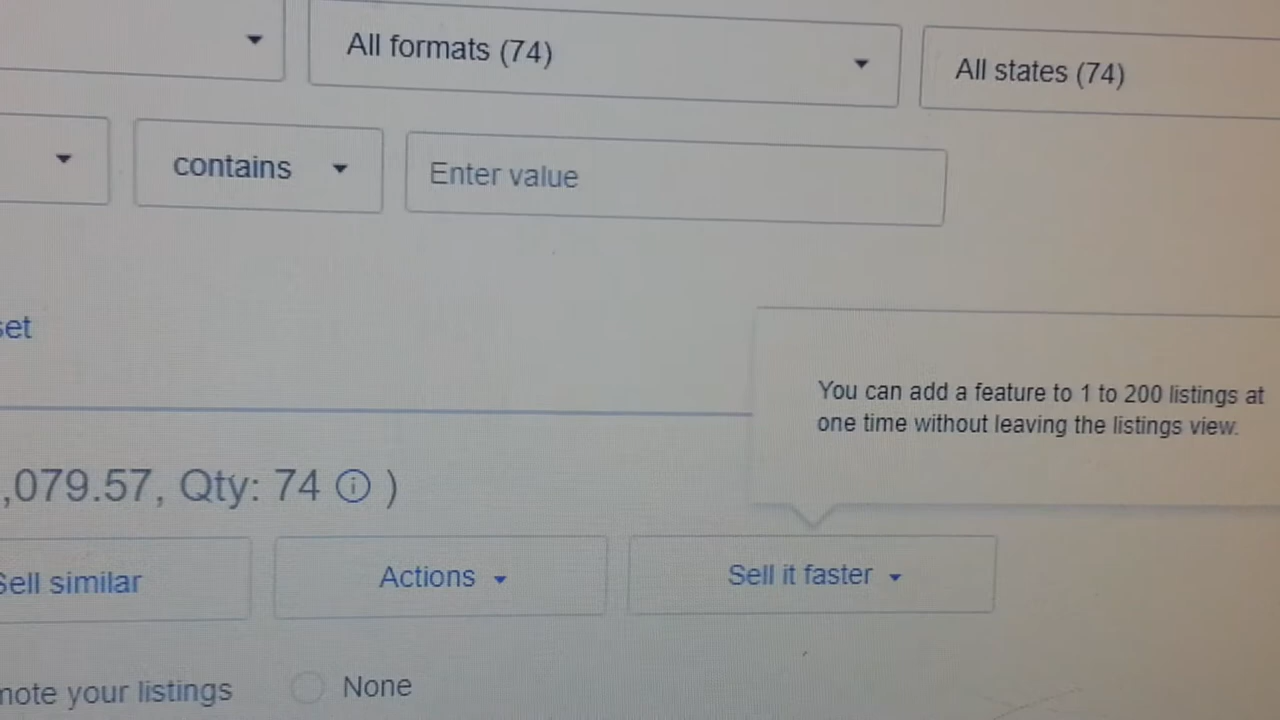 All formats (74)
All states (74)
contains
Enter value
set
You can add a feature to 1 to 200 listings at
one time without leaving the listings view.
,079.57, Qty: 74 i )
Sell similar
Actions
Sell it faster
mote your listings
None